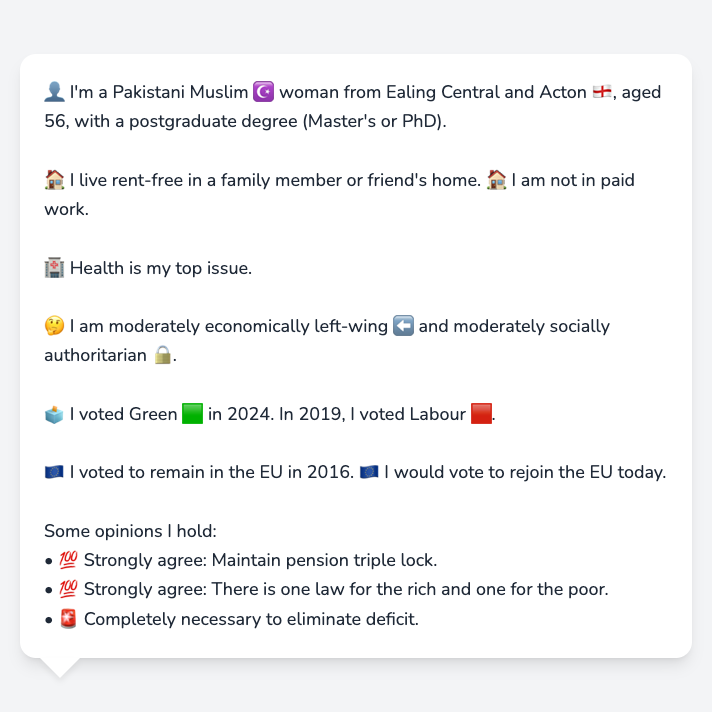 👤 I'm a Pakistani Muslim ☪️ woman from Ealing Central and Acton 🏴󠁧󠁢󠁥󠁮󠁧󠁿, aged
56, with a postgraduate degree (Master's or PhD).
🏠 I live rent-free in a family member or friend's home. 🏠 I am not in paid
work.
🏥 Health is my top issue.
🤔 I am moderately economically left-wing ⬅️ and moderately socially
authoritarian 🔒.
🗳️ I voted Green 🟩 in 2024. In 2019, I voted Labour 🟥.
🇪🇺 I voted to remain in the EU in 2016. 🇪🇺 I would vote to rejoin the EU today.
Some opinions I hold:
• 💯 Strongly agree: Maintain pension triple lock.
• 💯 Strongly agree: There is one law for the rich and one for the poor.
• 🚨 Completely necessary to eliminate deficit.